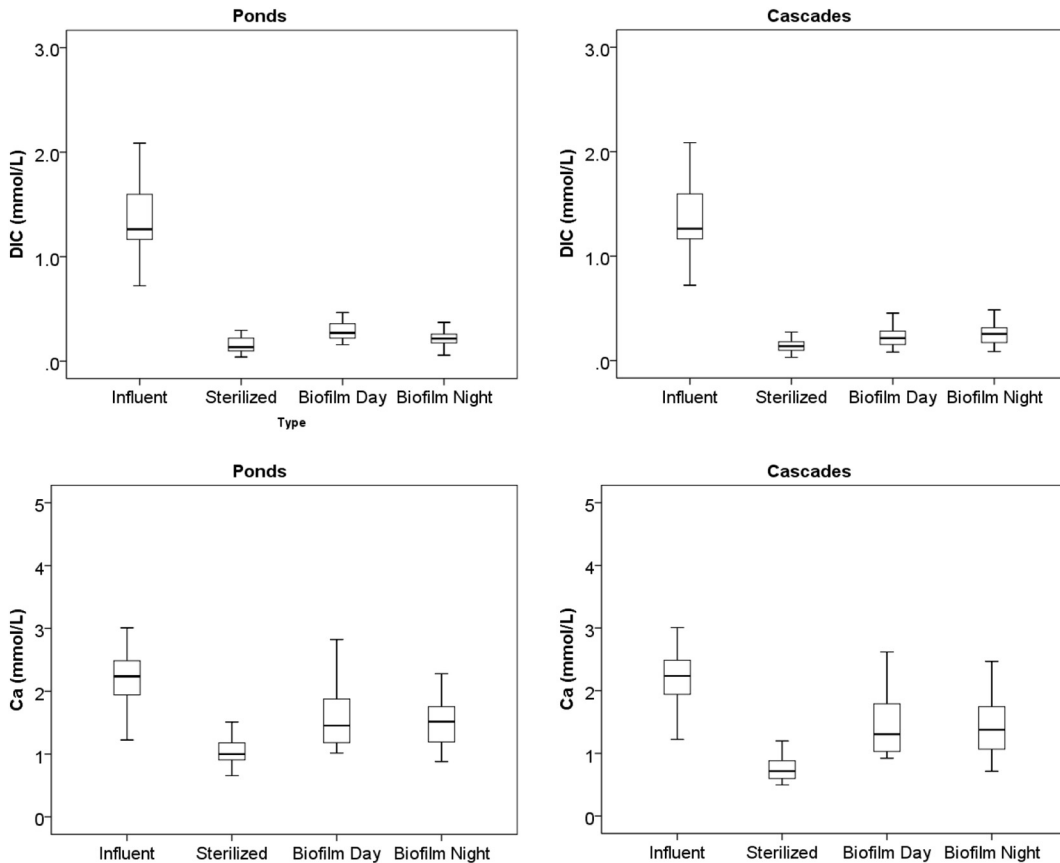 Ponds
DIC (mmol/L)
3.0
2.0
1.0
.0
Influent Sterilized Biofilm Day Biofilm Night
Type
Cascades
DIC (mmol/L)
3.0
2.0
1.0
.0
Influent Sterilized Biofilm Day Biofilm Night
Ponds
Ca (mmol/L)
5
4
3
2
1
0
Influent Sterilized Biofilm Day Biofilm Night
Cascades
Ca (mmol/L)
5
4
3
2
1
0
Influent Sterilized Biofilm Day Biofilm Night